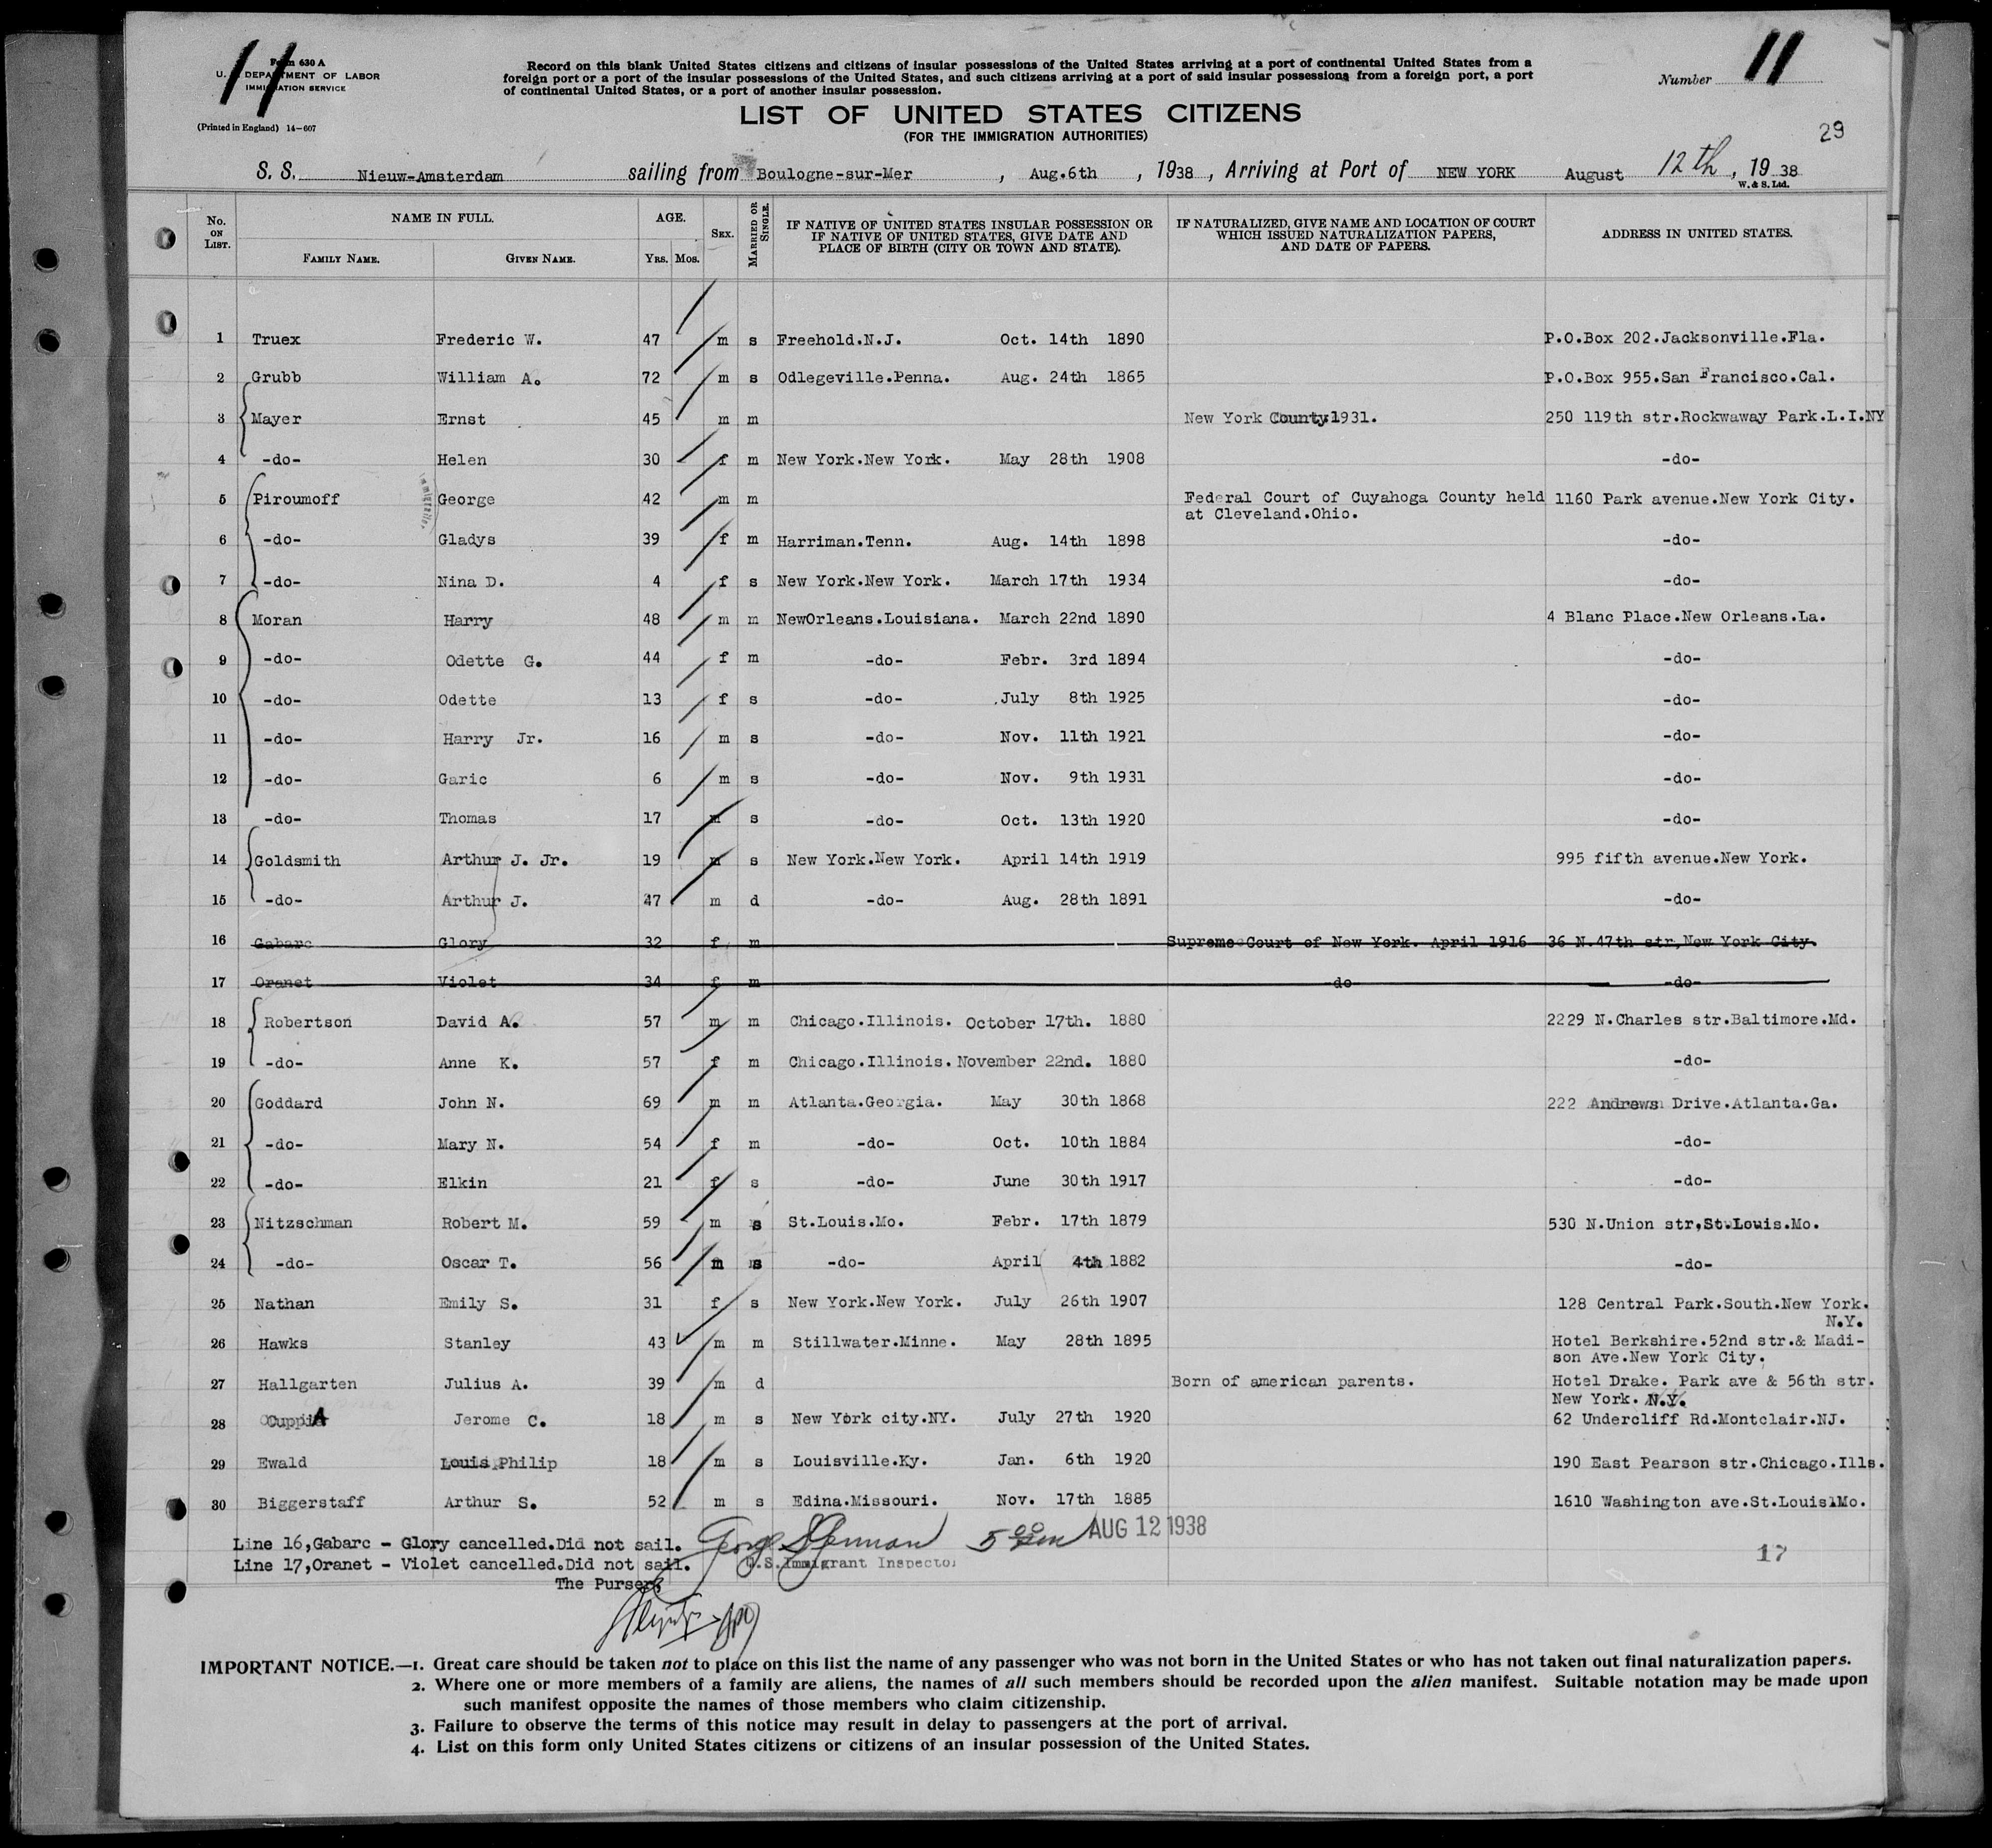 11
Form 630 A
U. S. DEPARTMENT OF LABOR
IMMIGRATION SERVICE
(Printed in England) 14—607
Record on this blank United States citizens and citizens of insular possessions of the United States arriving at a port of continental United States from a
foreign port or a port of the insular possessions of the United States, and such citizens arriving at a port of said insular possessions from a foreign port, a port
of continental United States, or a port of another insular possession.
Number 11
LIST OF UNITED STATES CITIZENS
(FOR THE IMMIGRATION AUTHORITIES)
29
S. S. Nieuw-Amsterdam sailing from Boulogne-sur-Mer , Aug.6th , 1938 , Arriving at Port of NEW YORK August 12th , 1938
W. & S. Ltd.
No. ON LIST. NAME IN FULL. FAMILY NAME. GIVEN NAME. AGE. YRS. MOS. SEX. MARRIED OR SINGLE. IF NATIVE OF UNITED STATES INSULAR POSSESSION OR IF NATIVE OF UNITED STATES, GIVE DATE AND PLACE OF BIRTH (CITY OR TOWN AND STATE). IF NATURALIZED, GIVE NAME AND LOCATION OF COURT WHICH ISSUED NATURALIZATION PAPERS, AND DATE OF PAPERS. ADDRESS IN UNITED STATES.
1 Truex Frederic W. 47 m s Freehold.N.J. Oct. 14th 1890 P.O.Box 202.Jacksonville.Fla.
2 Grubb William A. 72 m s Odlegeville.Penna. Aug. 24th 1865 P.O.Box 955.San Francisco.Cal.
3 Mayer Ernst 45 m m New York County.1931. 250 119th str.Rockwaway Park.L.I.NY
4 -do- Helen 30 f m New York.New York. May 28th 1908 -do-
5 Piroumoff George 42 m m Federal Court of Cuyahoga County held 1160 Park avenue.New York City.
at Cleveland.Ohio.
6 -do- Gladys 39 f m Harriman.Tenn. Aug. 14th 1898 -do-
7 -do- Nina D. 4 f s New York.New York. March 17th 1934 -do-
8 Moran Harry 48 m m NewOrleans.Louisiana. March 22nd 1890 4 Blanc Place.New Orleans.La.
9 -do- Odette G. 44 f m -do- Febr. 3rd 1894 -do-
10 -do- Odette 13 f s -do- July 8th 1925 -do-
11 -do- Harry Jr. 16 m s -do- Nov. 11th 1921 -do-
12 -do- Garic 6 m s -do- Nov. 9th 1931 -do-
13 -do- Thomas 17 m s -do- Oct. 13th 1920 -do-
14 Goldsmith Arthur J. Jr. 19 m s New York.New York. April 14th 1919 995 fifth avenue.New York.
15 -do- Arthur J. 47 m d -do- Aug. 28th 1891 -do-
16 Gabarc Glory 32 f m Supreme Court of New York. April 1916 36 N.47th str,New York City.
17 Oranet Violet 34 f m -do- -do-
18 Robertson David A. 57 m m Chicago.Illinois. October 17th. 1880 2229 N.Charles str.Baltimore.Md.
19 -do- Anne K. 57 f m Chicago.Illinois. November 22nd. 1880 -do-
20 Goddard John N. 69 m m Atlanta.Georgia. May 30th 1868 222 Andrews Drive.Atlanta.Ga.
21 -do- Mary N. 54 f m -do- Oct. 10th 1884 -do-
22 -do- Elkin 21 f s -do- June 30th 1917 -do-
23 Nitzschman Robert M. 59 m s St.Louis.Mo. Febr. 17th 1879 530 N.Union str,St.Louis.Mo.
24 -do- Oscar T. 56 m s -do- April 4th 1882 -do-
25 Nathan Emily S. 31 f s New York.New York. July 26th 1907 128 Central Park.South.New York.
N.Y.
26 Hawks Stanley 43 m m Stillwater.Minne. May 28th 1895 Hotel Berkshire.52nd str.& Madi-
son Ave.New York City.
27 Hallgarten Julius A. 39 m d Born of american parents. Hotel Drake. Park ave & 56th str.
New York. N.Y.
28 CuppiA Jerome C. 18 m s New York city.NY. July 27th 1920 62 Undercliff Rd.Montclair.NJ.
29 Ewald Louis Philip 18 m s Louisville.Ky. Jan. 6th 1920 190 East Pearson str.Chicago.Ills.
30 Biggerstaff Arthur S. 52 m s Edina.Missouri. Nov. 17th 1885 1610 Washington ave.St.Louis.Mo.
Line 16,Gabarc - Glory cancelled.Did not sail. AUG 12 1938
Line 17,Oranet - Violet cancelled.Did not sail. U.S. Immigrant Inspector
17
The Purser,
IMPORTANT NOTICE.—1. Great care should be taken not to place on this list the name of any passenger who was not born in the United States or who has not taken out final naturalization papers.
2. Where one or more members of a family are aliens, the names of all such members should be recorded upon the alien manifest. Suitable notation may be made upon
such manifest opposite the names of those members who claim citizenship.
3. Failure to observe the terms of this notice may result in delay to passengers at the port of arrival.
4. List on this form only United States citizens or citizens of an insular possession of the United States.